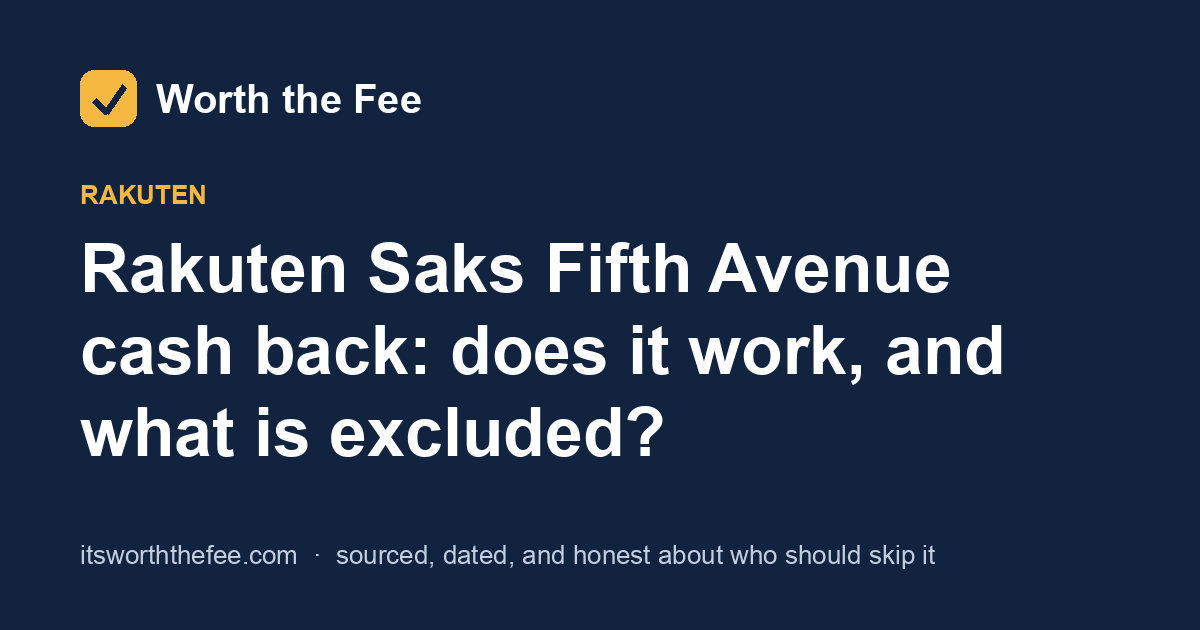 Worth the Fee
RAKUTEN
Rakuten Saks Fifth Avenue
cash back: does it work, and
what is excluded?
itsworththefee.com · sourced, dated, and honest about who should skip it